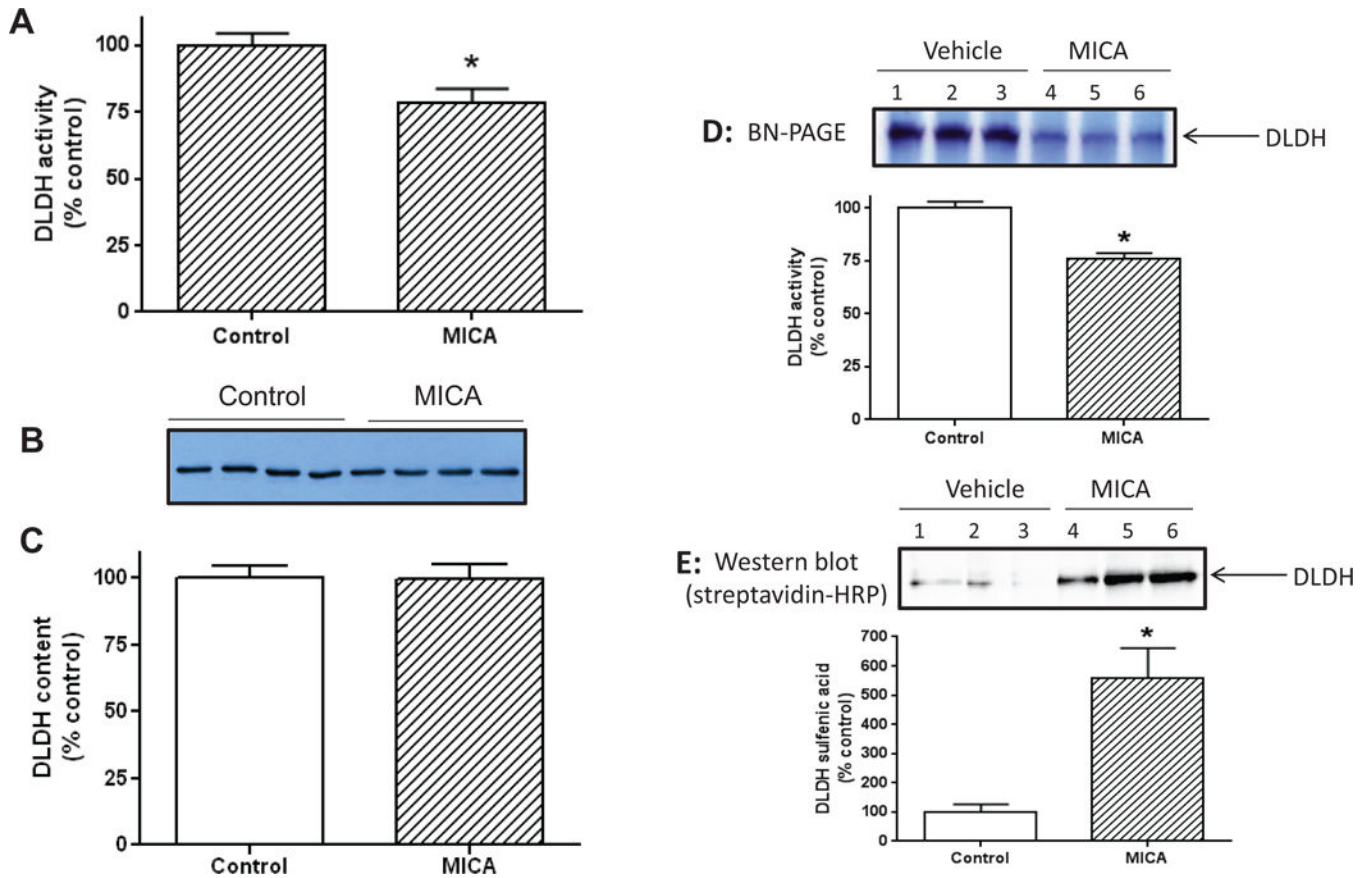 A
DLDH activity
(% control)
100
75
50
25
0
*
Control
MICA
B
Control
MICA
C
DLDH content
(% control)
100
75
50
25
0
Control
MICA
Vehicle
MICA
1 2 3 4 5 6
D: BN-PAGE
DLDH
DLDH activity
(% control)
100
75
50
25
0
*
Control
MICA
Vehicle
MICA
1 2 3 4 5 6
E: Western blot
(streptavidin-HRP)
DLDH
DLDH sulfenic acid
(% control)
700
600
500
400
300
200
100
0
*
Control
MICA